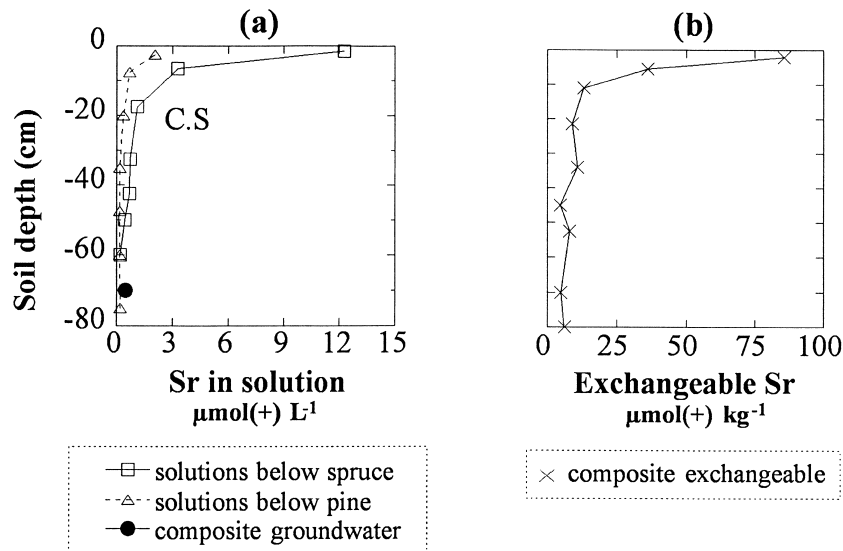 (a)
0
-20
-40
-60
-80
Soil depth (cm)
C.S
0 3 6 9 12 15
Sr in solution
µmol(+) L-1
solutions below spruce
solutions below pine
composite groundwater
(b)
0 25 50 75 100
Exchangeable Sr
µmol(+) kg-1
composite exchangeable